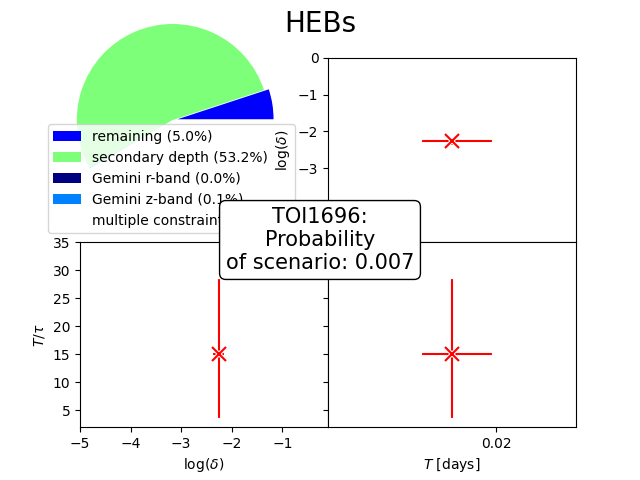 HEBs
remaining (5.0%)
secondary depth (53.2%)
Gemini r-band (0.0%)
Gemini z-band (0.1%)
multiple constraint
0
−1
−2
−3
log(δ)
TOI1696:
Probability
of scenario: 0.007
35
30
25
20
15
10
5
T/τ
−5 −4 −3 −2 −1
log(δ)
0.02
T [days]